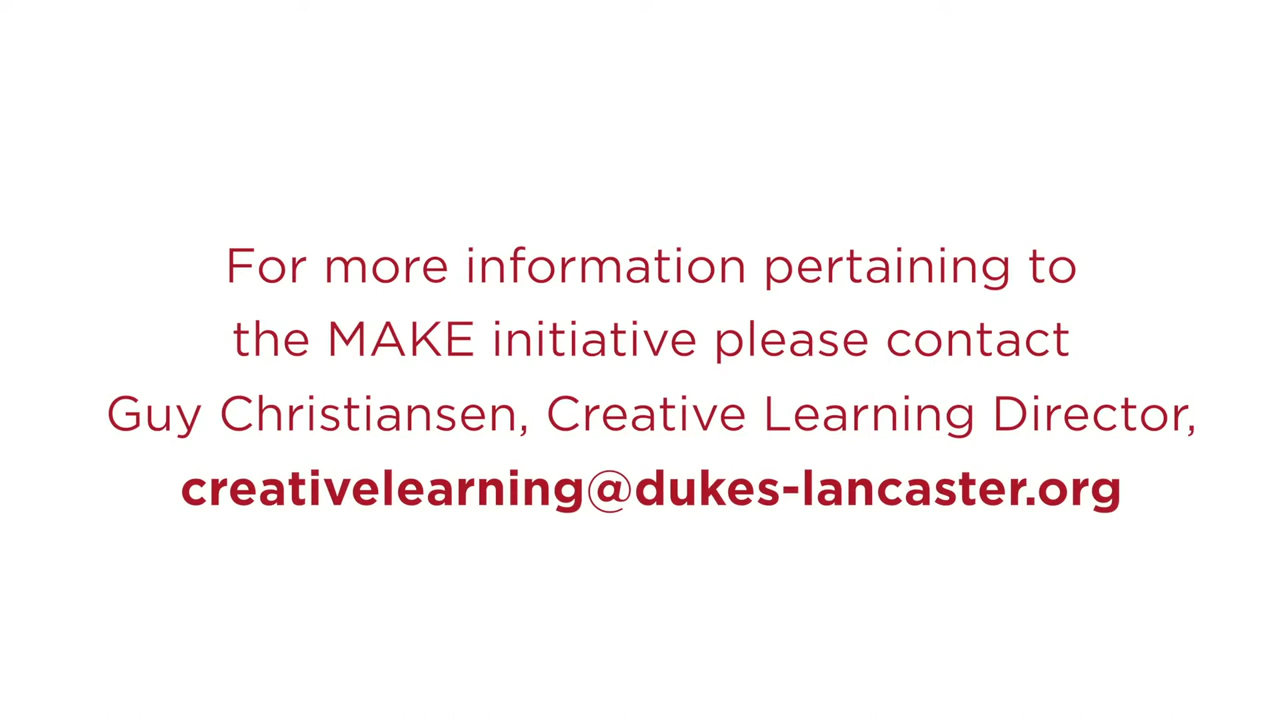 For more information pertaining to
the MAKE initiative please contact
Guy Christiansen, Creative Learning Director,
creativelearning@dukes-lancaster.org